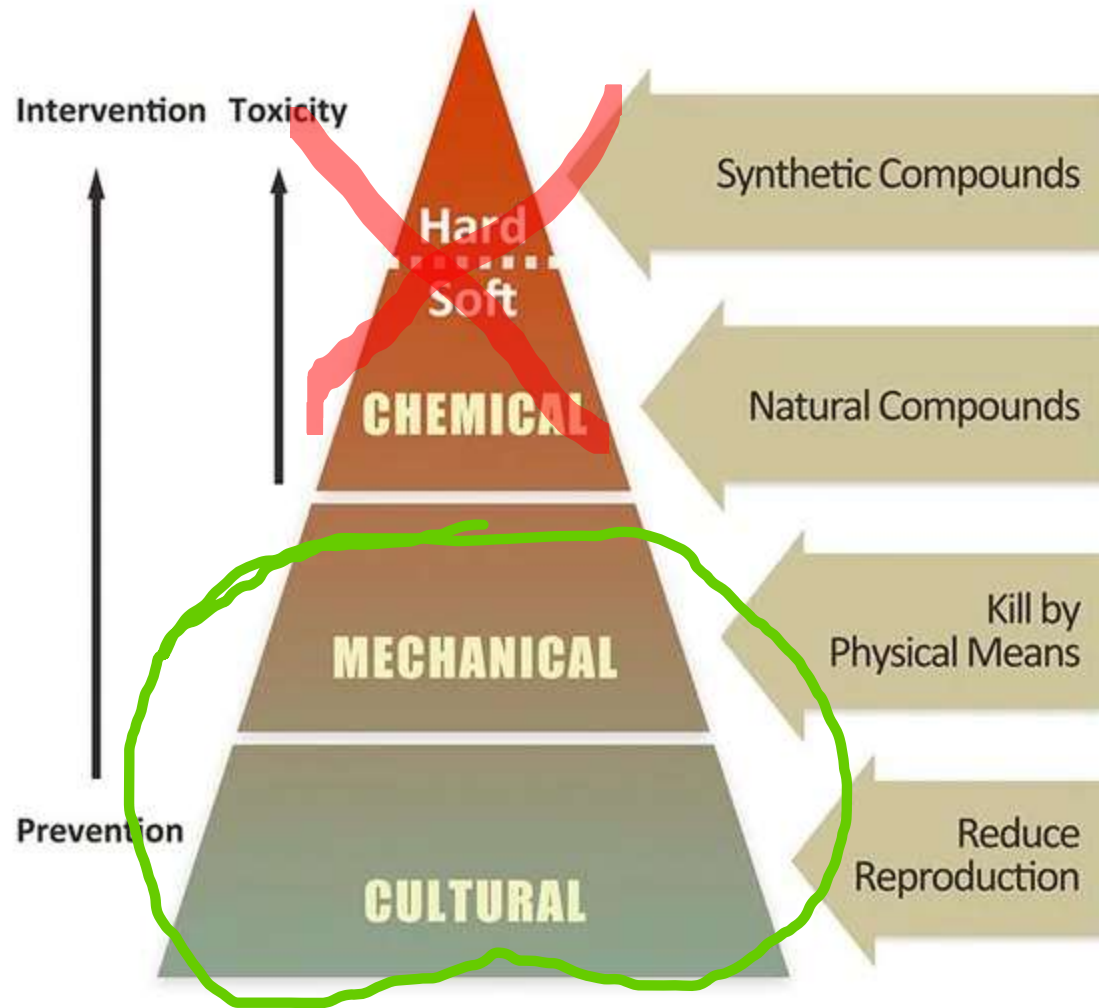 Intervention Toxicity
Synthetic Compounds
Hard
Soft
Natural Compounds
CHEMICAL
Kill by
Physical Means
MECHANICAL
Prevention
Reduce
Reproduction
CULTURAL